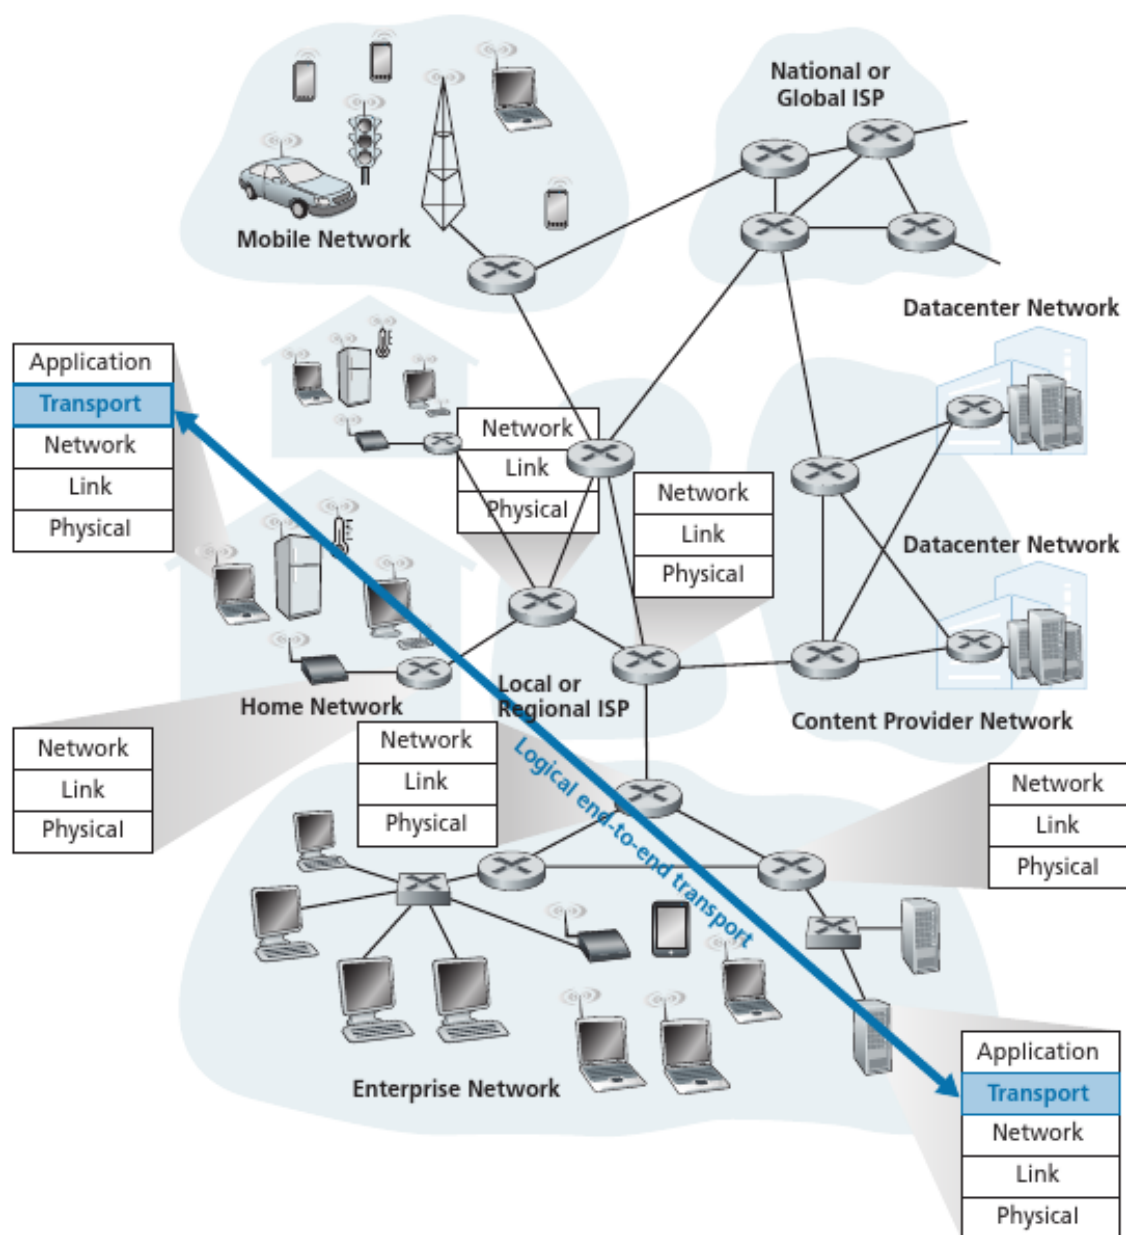 National or
Global ISP
Mobile Network
Datacenter Network
Application
Transport
Network
Link
Physical
Network
Link
Physical
Network
Link
Physical
Datacenter Network
Home Network
Local or
Regional ISP
Content Provider Network
Network
Link
Physical
Network
Link
Physical
Logical end-to-end transport
Network
Link
Physical
Enterprise Network
Application
Transport
Network
Link
Physical